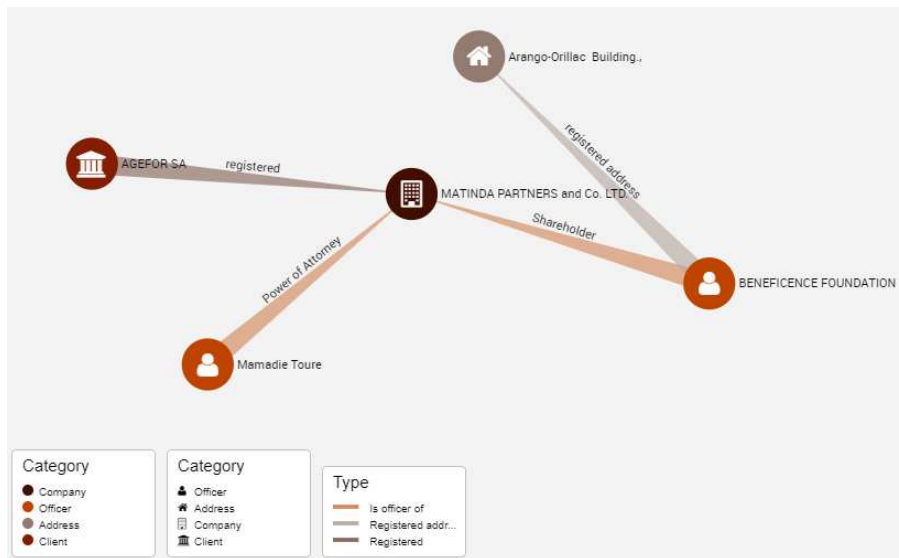 Arango-Orillac Building.,
registered address
AGEFOR SA
registered
MATINDA PARTNERS and Co. LTD.
Shareholder
Power of Attorney
BENEFICENCE FOUNDATION
Mamadie Toure
Category
Company
Officer
Address
Client
Category
Officer
Address
Company
Client
Type
Is officer of
Registered addr...
Registered